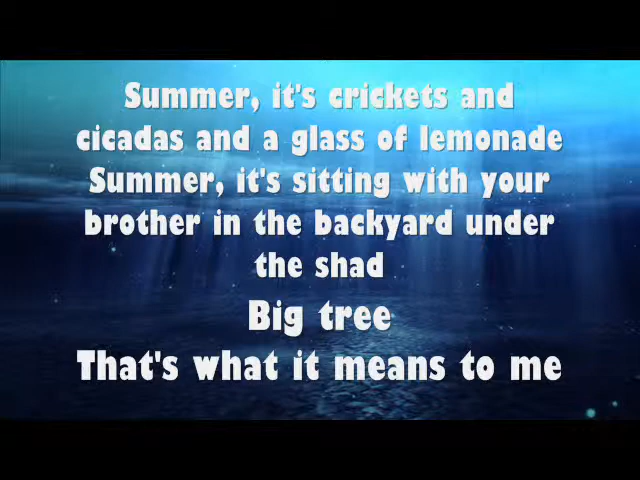 Summer, it's crickets and
cicadas and a glass of lemonade
Summer, it's sitting with your
brother in the backyard under
the shad
Big tree
That's what it means to me